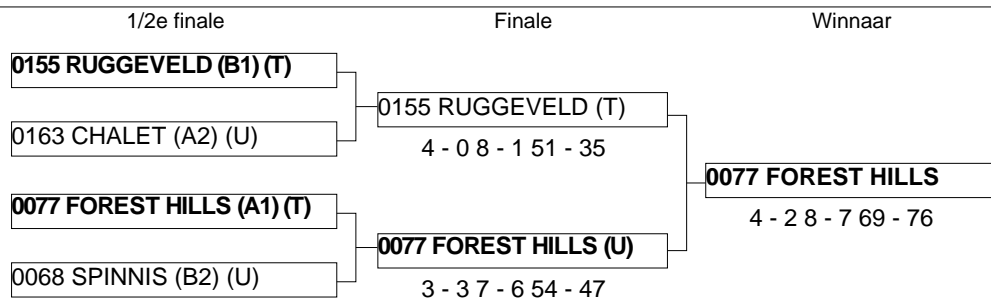 1/2e finale
Finale
Winnaar
0155 RUGGEVELD (B1) (T)
0163 CHALET (A2) (U)
0155 RUGGEVELD (T)
4 - 0 8 - 1 51 - 35
0077 FOREST HILLS (A1) (T)
0068 SPINNIS (B2) (U)
0077 FOREST HILLS (U)
3 - 3 7 - 6 54 - 47
0077 FOREST HILLS
4 - 2 8 - 7 69 - 76